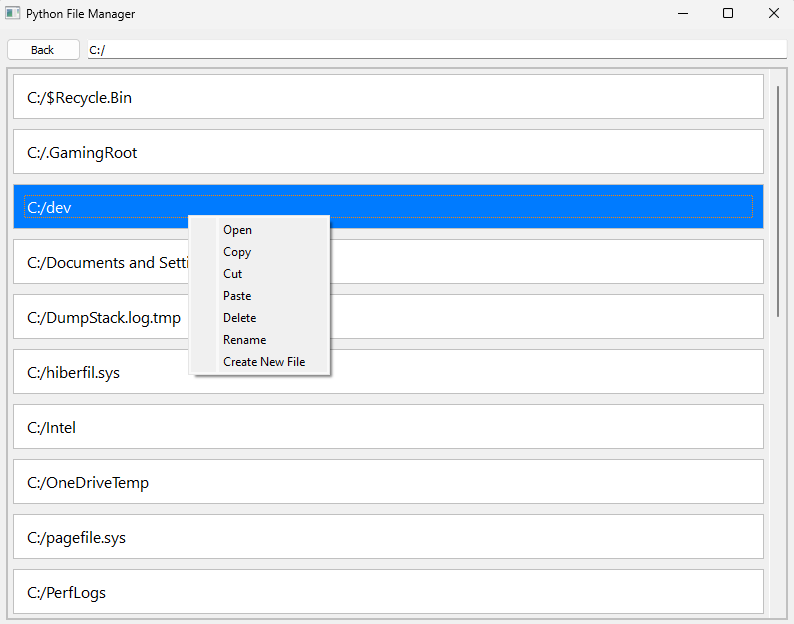 Python File Manager
Back
C:/
C:/$Recycle.Bin
C:/.GamingRoot
C:/dev
Open
Copy
Cut
Paste
Delete
Rename
Create New File
C:/Documents and Setti
C:/DumpStack.log.tmp
C:/hiberfil.sys
C:/Intel
C:/OneDriveTemp
C:/pagefile.sys
C:/PerfLogs